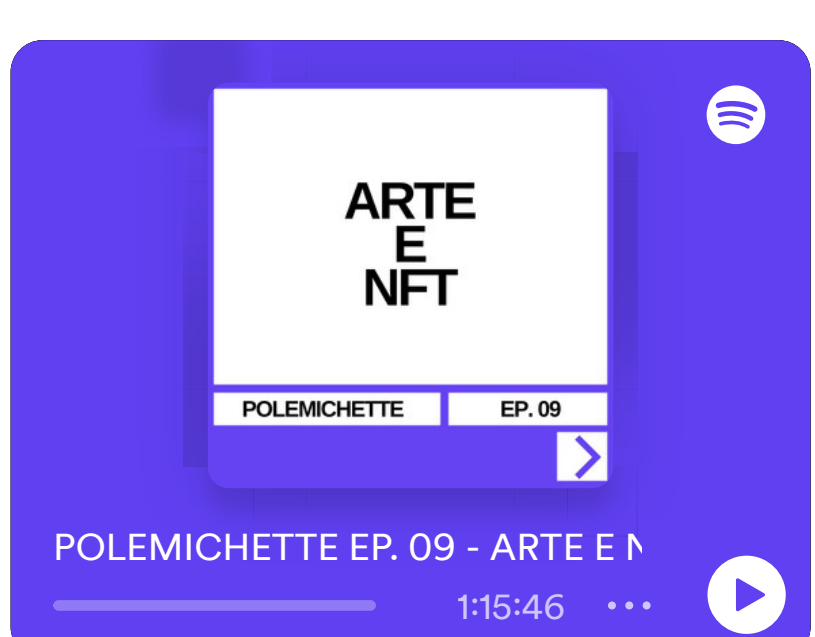 ARTE
E
NFT
POLEMICHETTE
EP. 09
POLEMICHETTE EP. 09 - ARTE E
1:15:46